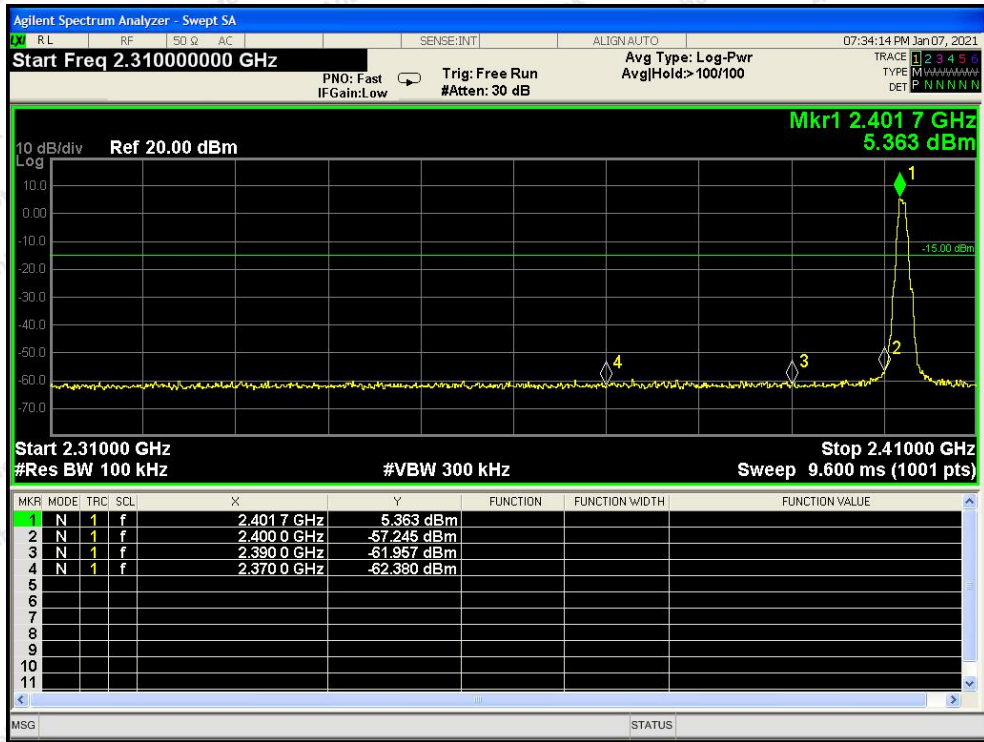 Agilent Spectrum Analyzer - Swept SA
LXI RL RF 50 Ω AC SENSE:INT ALIGN AUTO 07:34:14 PM Jan 07, 2021
Start Freq 2.310000000 GHz Avg Type: Log-Pwr TRACE 1 2 3 4 5 6
PNO: Fast Trig: Free Run Avg|Hold:> 100/100 TYPE M
IFGain:Low #Atten: 30 dB DET P N N N N N
Mkr1 2.401 7 GHz
5.363 dBm
10 dB/div Ref 20.00 dBm
Log
10.0
0.00
-10.0
-15.00 dBm
-20.0
-30.0
-40.0
-50.0
-60.0
-70.0
1
2
3
4
Start 2.31000 GHz Stop 2.41000 GHz
#Res BW 100 kHz #VBW 300 kHz Sweep 9.600 ms (1001 pts)
MKR MODE TRC SCL X Y FUNCTION FUNCTION WIDTH FUNCTION VALUE
1 N 1 f 2.401 7 GHz 5.363 dBm
2 N 1 f 2.400 0 GHz -57.245 dBm
3 N 1 f 2.390 0 GHz -61.957 dBm
4 N 1 f 2.370 0 GHz -62.380 dBm
5
6
7
8
9
10
11
MSG STATUS